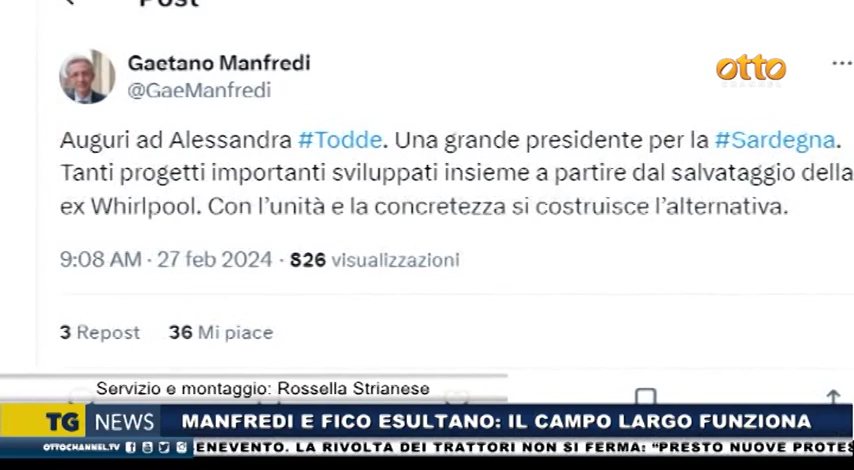 Post
Gaetano Manfredi
@GaeManfredi
otto
CHANNEL
Auguri ad Alessandra #Todde. Una grande presidente per la #Sardegna.
Tanti progetti importanti sviluppati insieme a partire dal salvataggio della
ex Whirlpool. Con l'unità e la concretezza si costruisce l'alternativa.
9:08 AM · 27 feb 2024 · 826 visualizzazioni
3 Repost 36 Mi piace
Servizio e montaggio: Rossella Strianese
TG NEWS MANFREDI E FICO ESULTANO: IL CAMPO LARGO FUNZIONA
OTTOCHANNEL.TV ENEVENTO. LA RIVOLTA DEI TRATTORI NON SI FERMA: "PRESTO NUOVE PROTES